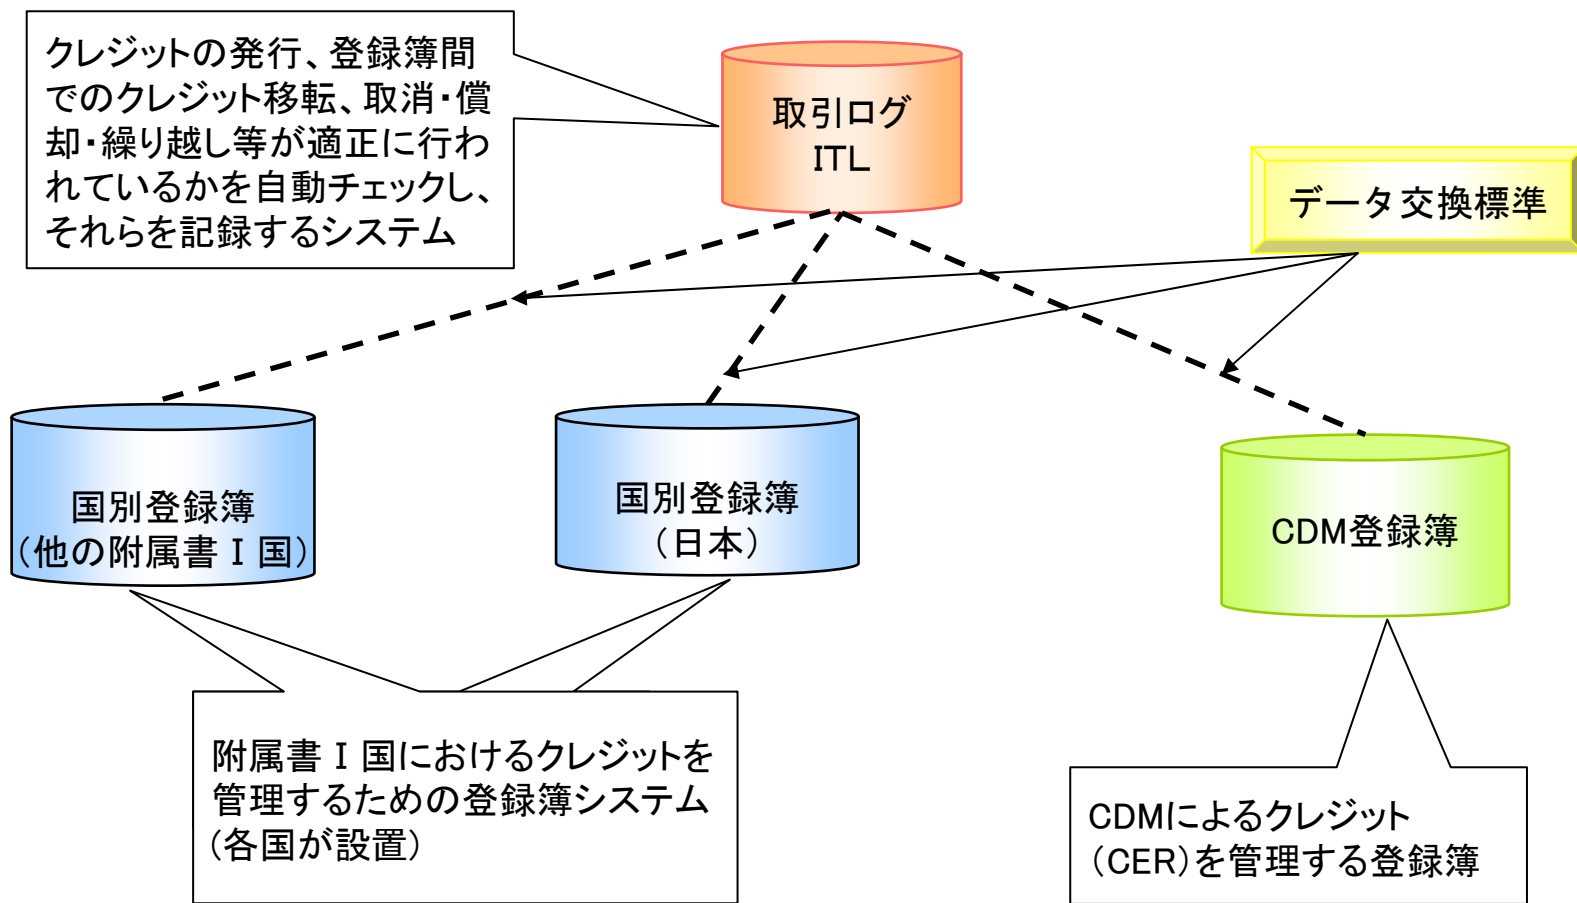 クレジットの発行、登録簿間
でのクレジット移転、取消・償
却・繰り越し等が適正に行わ
れているかを自動チェックし、
それらを記録するシステム
取引ログ
ITL
データ交換標準
国別登録簿
(他の附属書Ⅰ国)
国別登録簿
(日本)
CDM登録簿
附属書Ⅰ国におけるクレジットを
管理するための登録簿システム
(各国が設置)
CDMによるクレジット
(CER)を管理する登録簿